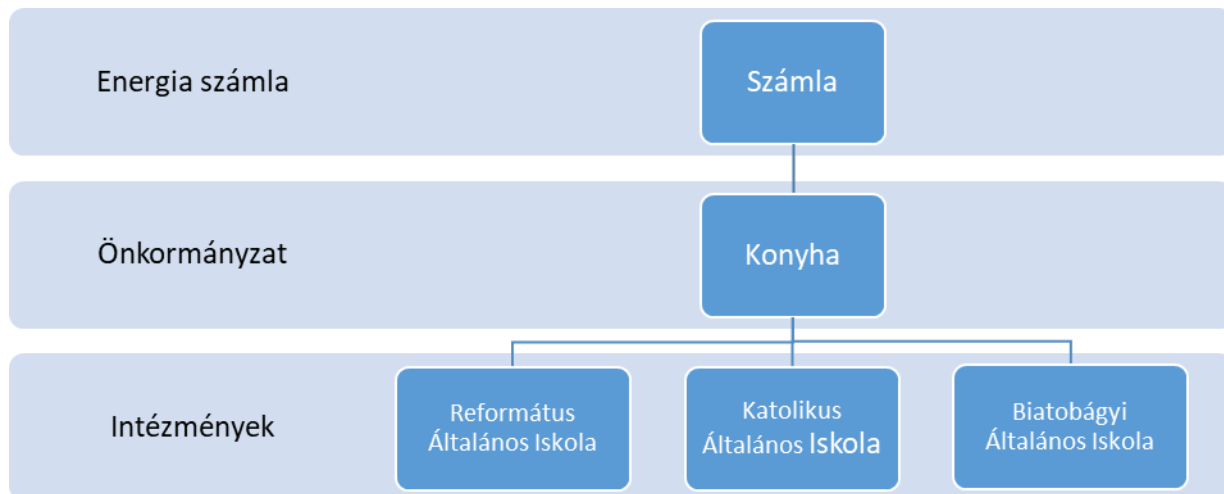 Energia számla
Számla
Önkormányzat
Konyha
Intézmények
Református
Általános Iskola
Katolikus
Általános Iskola
Biatobágyi
Általános Iskola